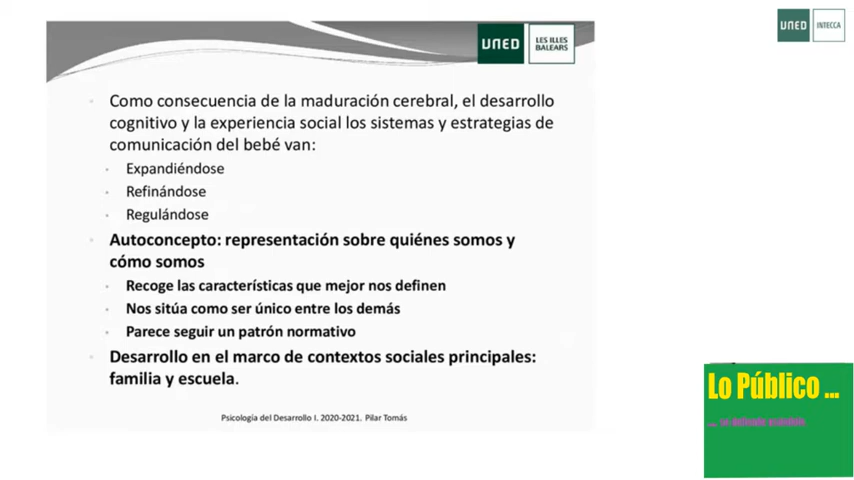 UNED
INTECCA
UNED
LES ILLES
BALEARS
Como consecuencia de la maduración cerebral, el desarrollo
cognitivo y la experiencia social los sistemas y estrategias de
comunicación del bebé van:
Expandiéndose
Refinándose
Regulándose
Autoconcepto: representación sobre quiénes somos y
cómo somos
Recoge las características que mejor nos definen
Nos sitúa como ser único entre los demás
Parece seguir un patrón normativo
Desarrollo en el marco de contextos sociales principales:
familia y escuela.
Psicología del Desarrollo I. 2020-2021. Pilar Tomás
Lo Público ...
... se defiende